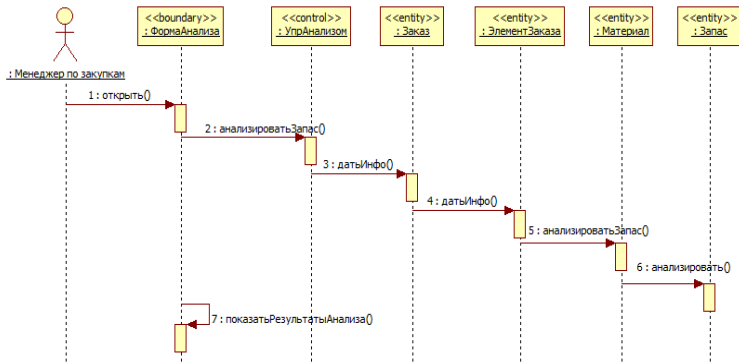 <<boundary>>
: ФормаАнализа
<<control>>
: УпрАнализом
<<entity>>
: Заказ
<<entity>>
: ЭлементЗаказа
<<entity>>
: Материал
<<entity>>
: Запас
: Менеджер по закупкам
1 : открыть()
2 : анализироватьЗапас()
3 : датьИнфо()
4 : датьИнфо()
5 : анализироватьЗапас()
6 : анализировать()
7 : показатьРезультатыАнализа()